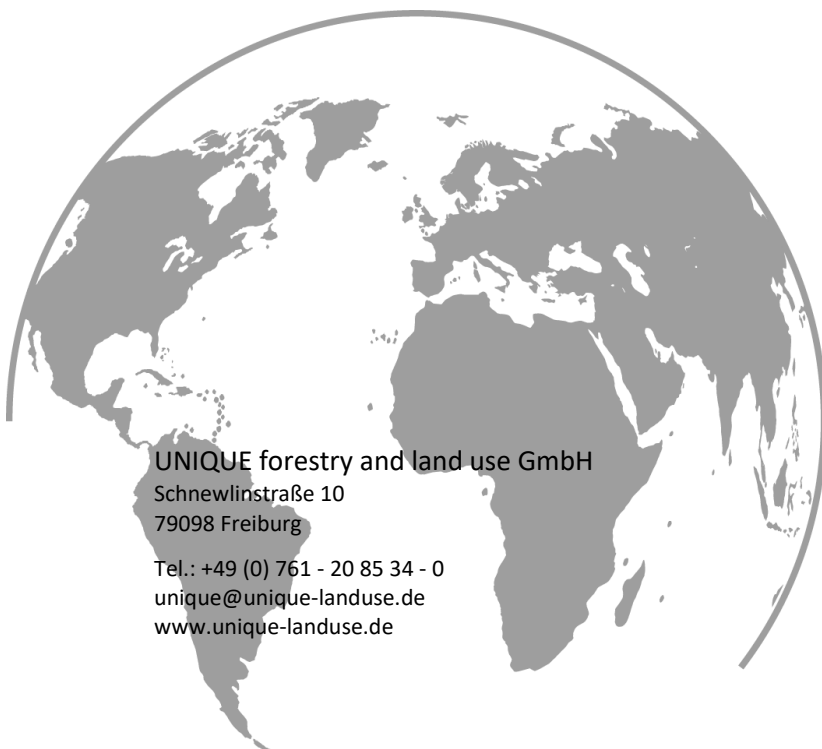 UNIQUE forestry and land use GmbH
Schnewlinstraße 10
79098 Freiburg
Tel.: +49 (0) 761 - 20 85 34 - 0
unique@unique-landuse.de
www.unique-landuse.de